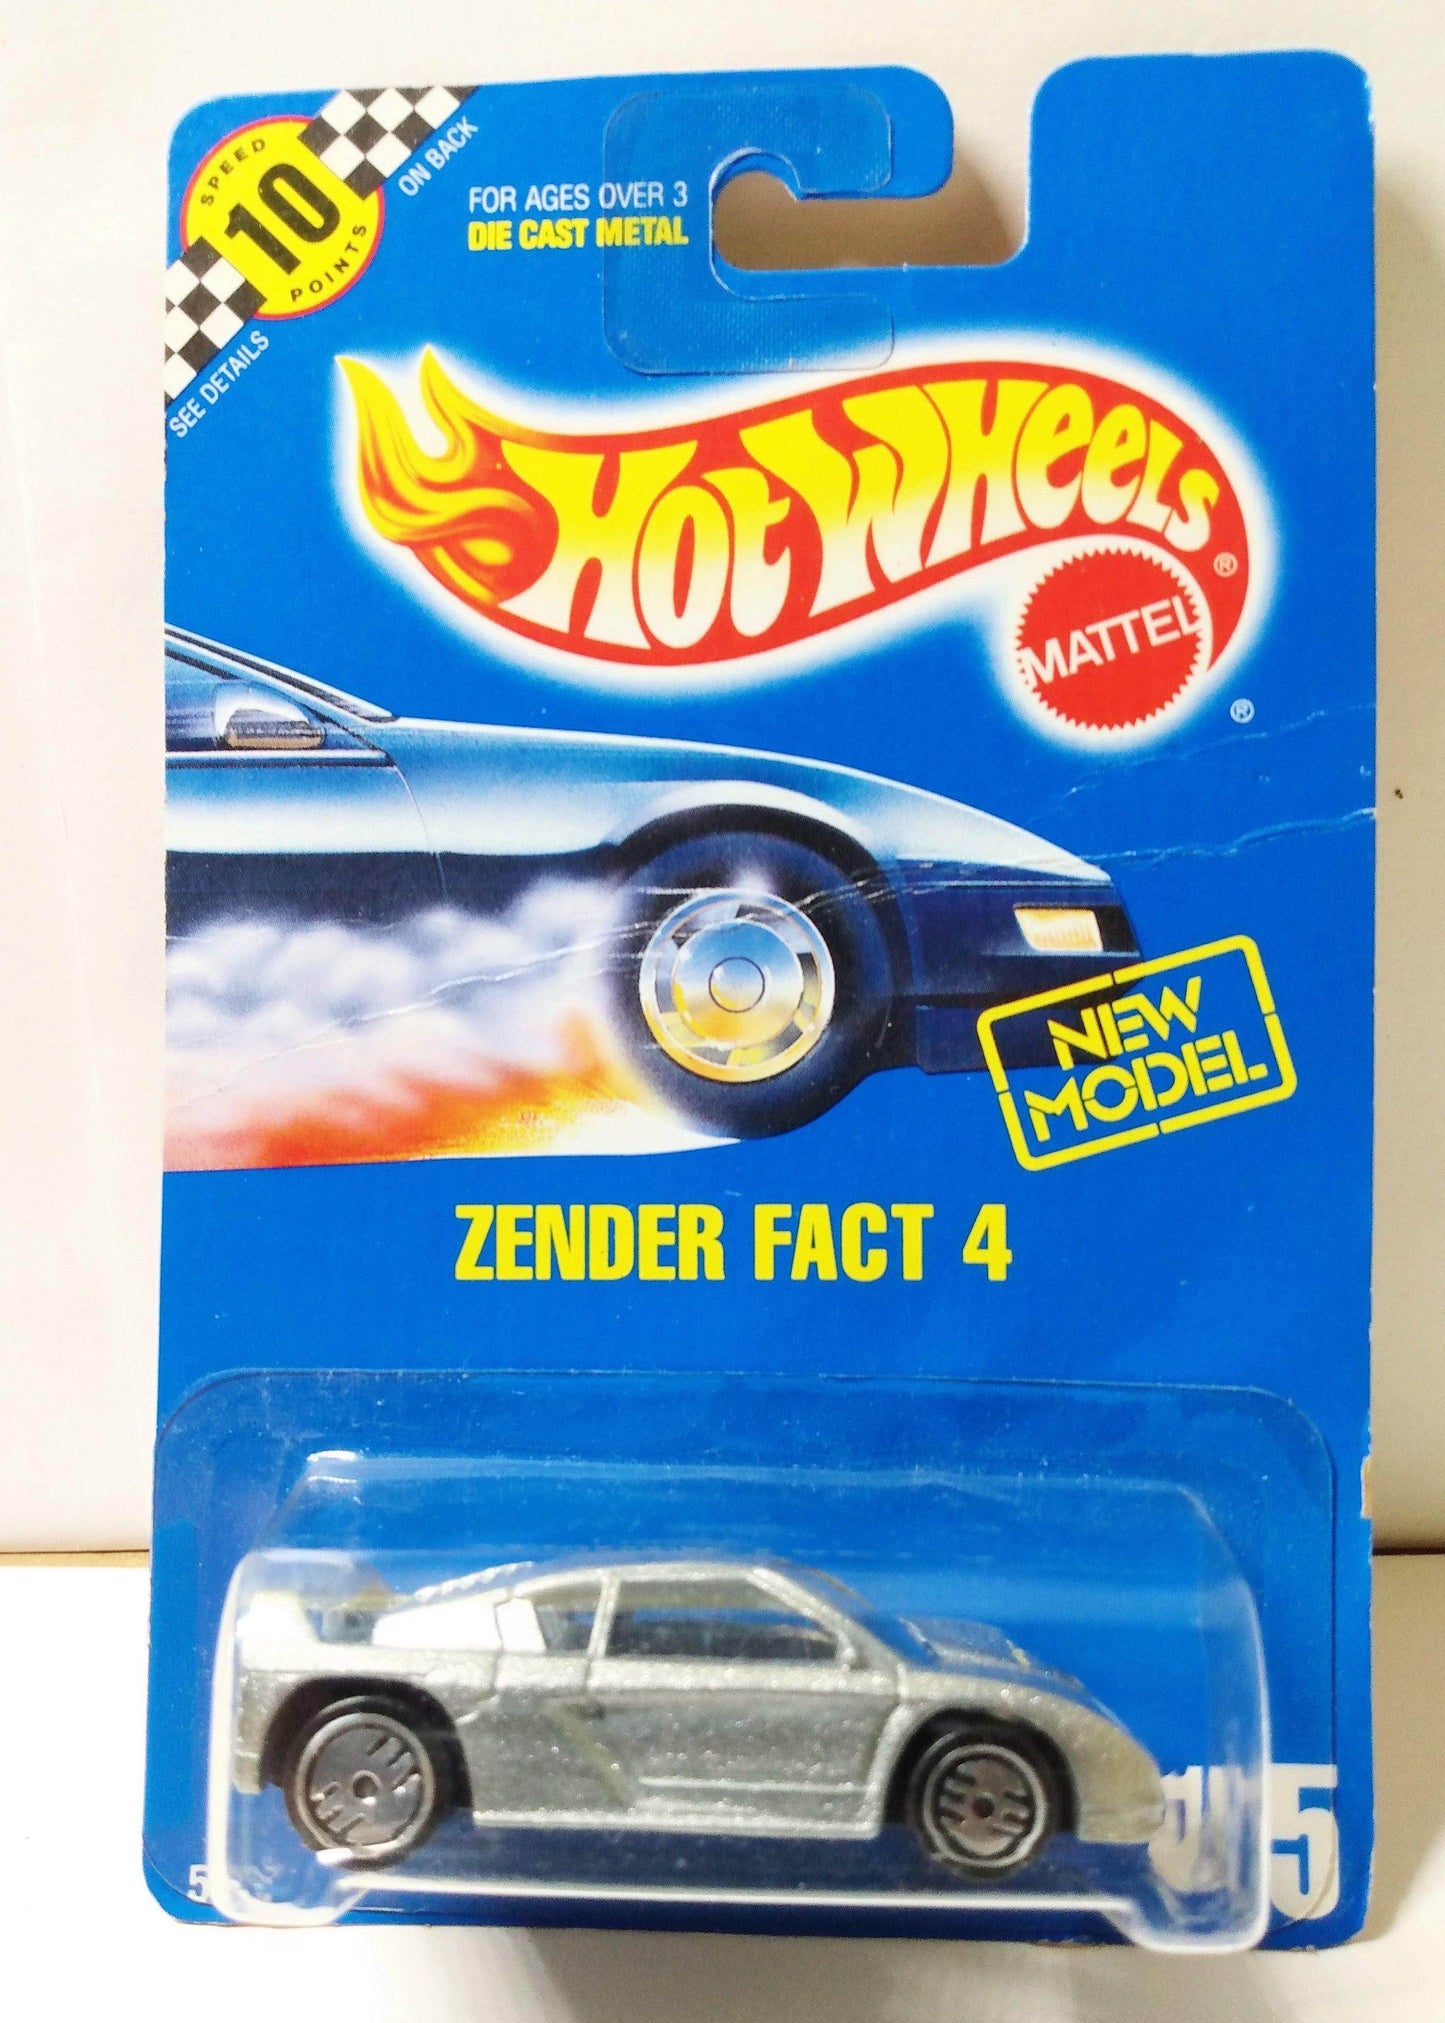 SPEED
10
POINTS
SEE DETAILS
ON BACK
FOR AGES OVER 3
DIE CAST METAL
HOT WHEELS®
MATTEL
®
NEW
MODEL
ZENDER FACT 4